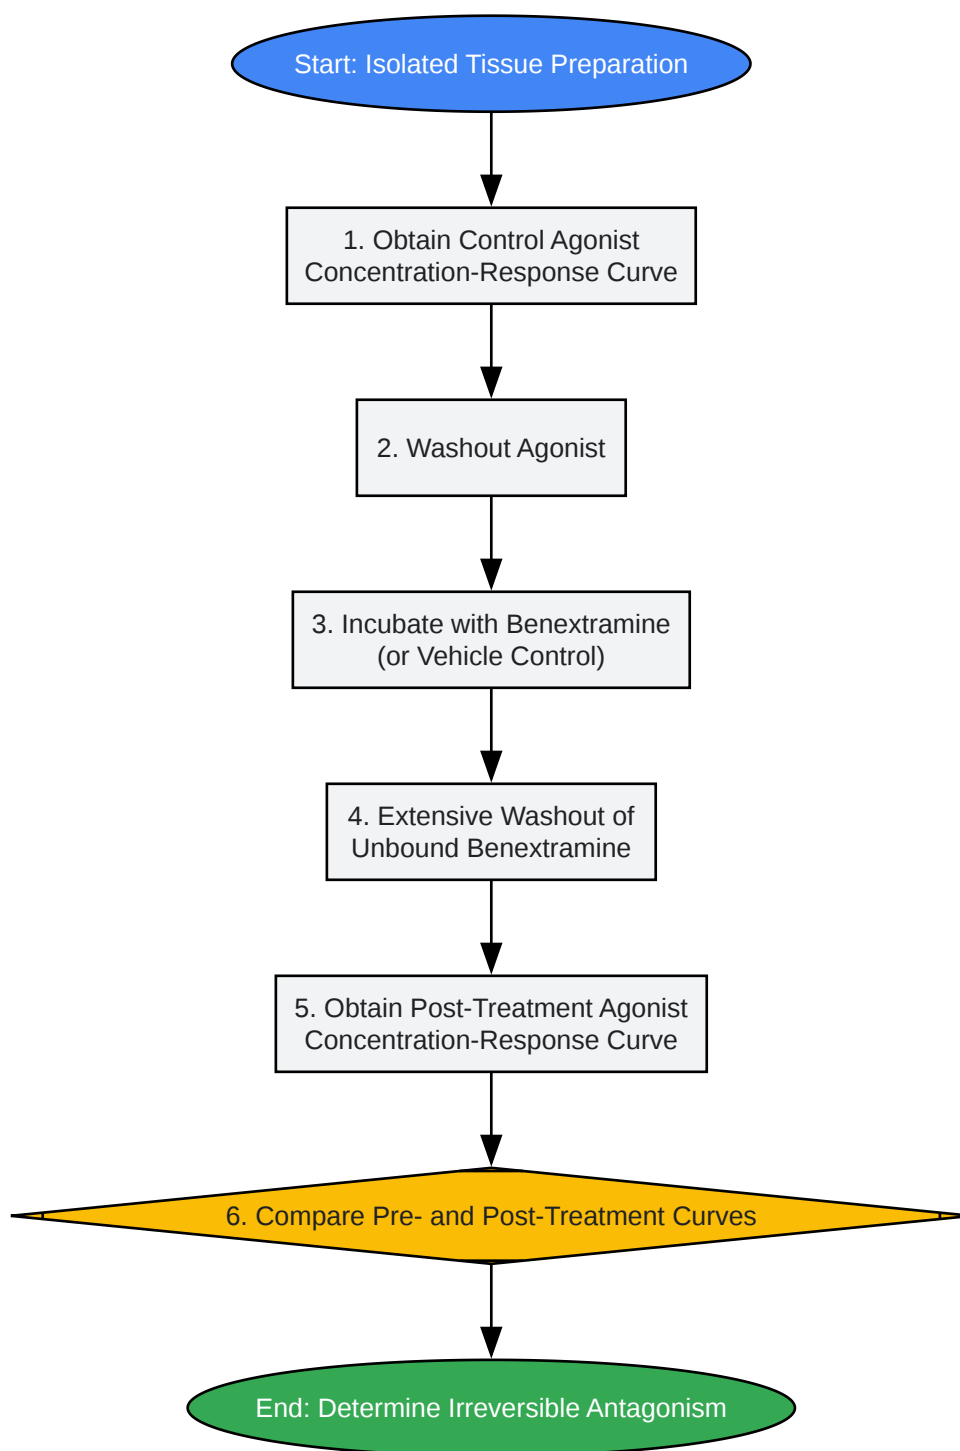 Start: Isolated Tissue Preparation
1. Obtain Control Agonist
Concentration-Response Curve
2. Washout Agonist
3. Incubate with Benextramine
(or Vehicle Control)
4. Extensive Washout of
Unbound Benextramine
5. Obtain Post-Treatment Agonist
Concentration-Response Curve
6. Compare Pre- and Post-Treatment Curves
End: Determine Irreversible Antagonism